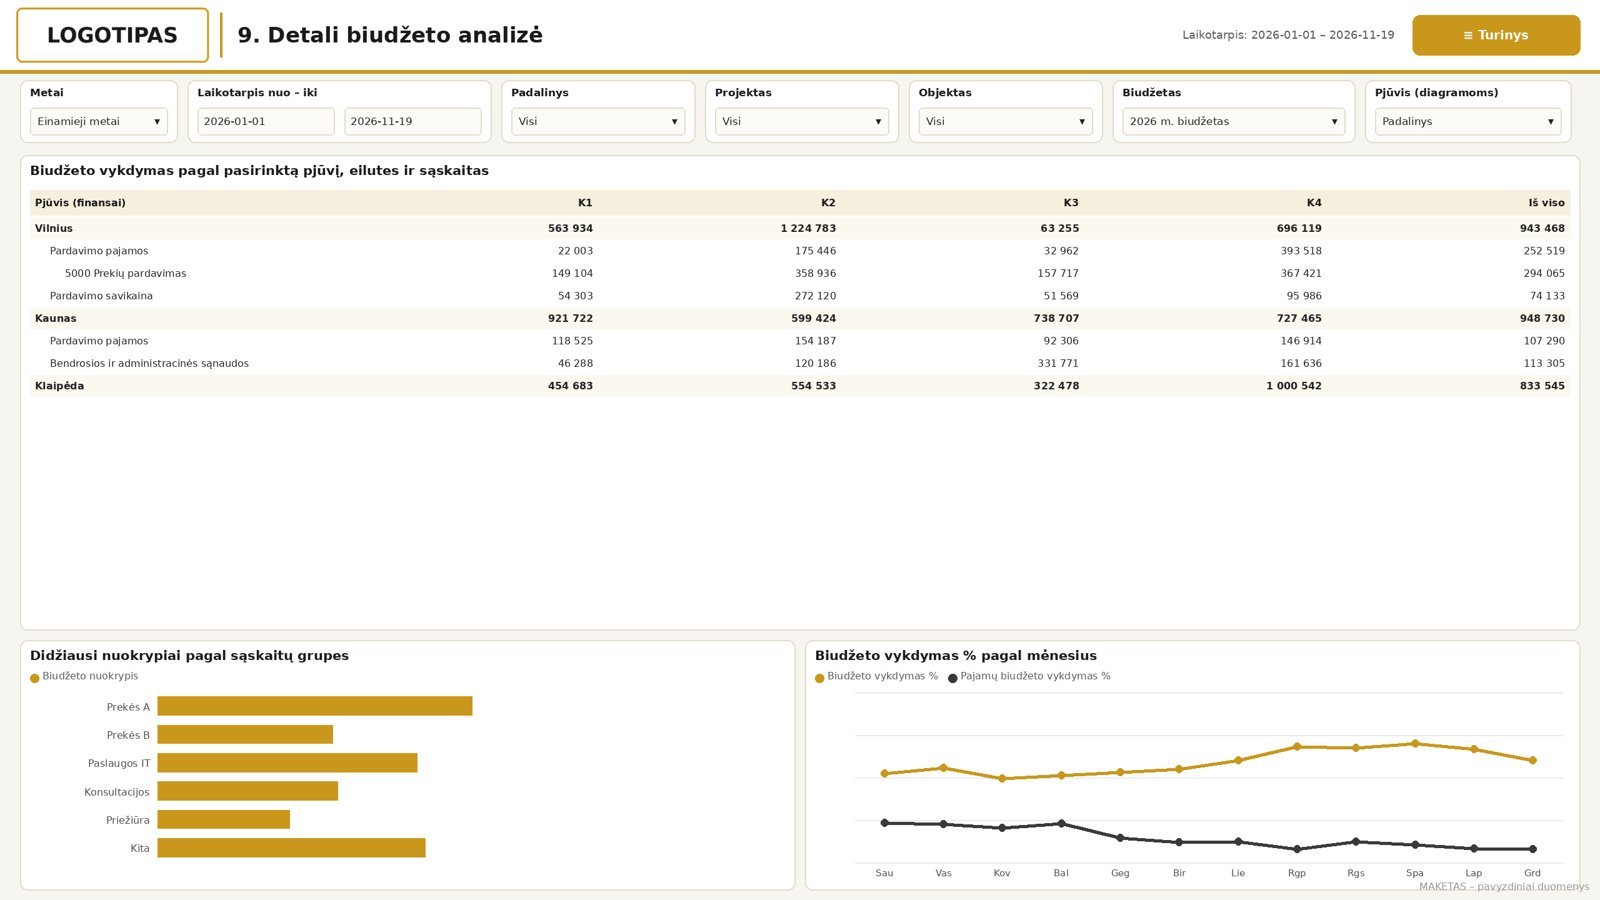 LOGOTIPAS
9. Detali biudžeto analizė
Laikotarpis: 2026-01-01 – 2026-11-19
≡ Turinys
Metai
Einamieji metai ▼
Laikotarpis nuo – iki
2026-01-01
2026-11-19
Padalinys
Visi ▼
Projektas
Visi ▼
Objektas
Visi ▼
Biudžetas
2026 m. biudžetas ▼
Pjūvis (diagramoms)
Padalinys ▼
Biudžeto vykdymas pagal pasirinktą pjūvį, eilutes ir sąskaitas
Pjūvis (finansai) K1 K2 K3 K4 Iš viso
Vilnius 563 934 1 224 783 63 255 696 119 943 468
Pardavimo pajamos 22 003 175 446 32 962 393 518 252 519
5000 Prekių pardavimas 149 104 358 936 157 717 367 421 294 065
Pardavimo savikaina 54 303 272 120 51 569 95 986 74 133
Kaunas 921 722 599 424 738 707 727 465 948 730
Pardavimo pajamos 118 525 154 187 92 306 146 914 107 290
Bendrosios ir administracinės sąnaudos 46 288 120 186 331 771 161 636 113 305
Klaipėda 454 683 554 533 322 478 1 000 542 833 545
Didžiausi nuokrypiai pagal sąskaitų grupes
Biudžeto nuokrypis
Prekės A
Prekės B
Paslaugos IT
Konsultacijos
Priežiūra
Kita
Biudžeto vykdymas % pagal mėnesius
Biudžeto vykdymas % Pajamų biudžeto vykdymas %
Sau Vas Kov Bal Geg Bir Lie Rgp Rgs Spa Lap Grd
MAKETAS – pavyzdiniai duomenys